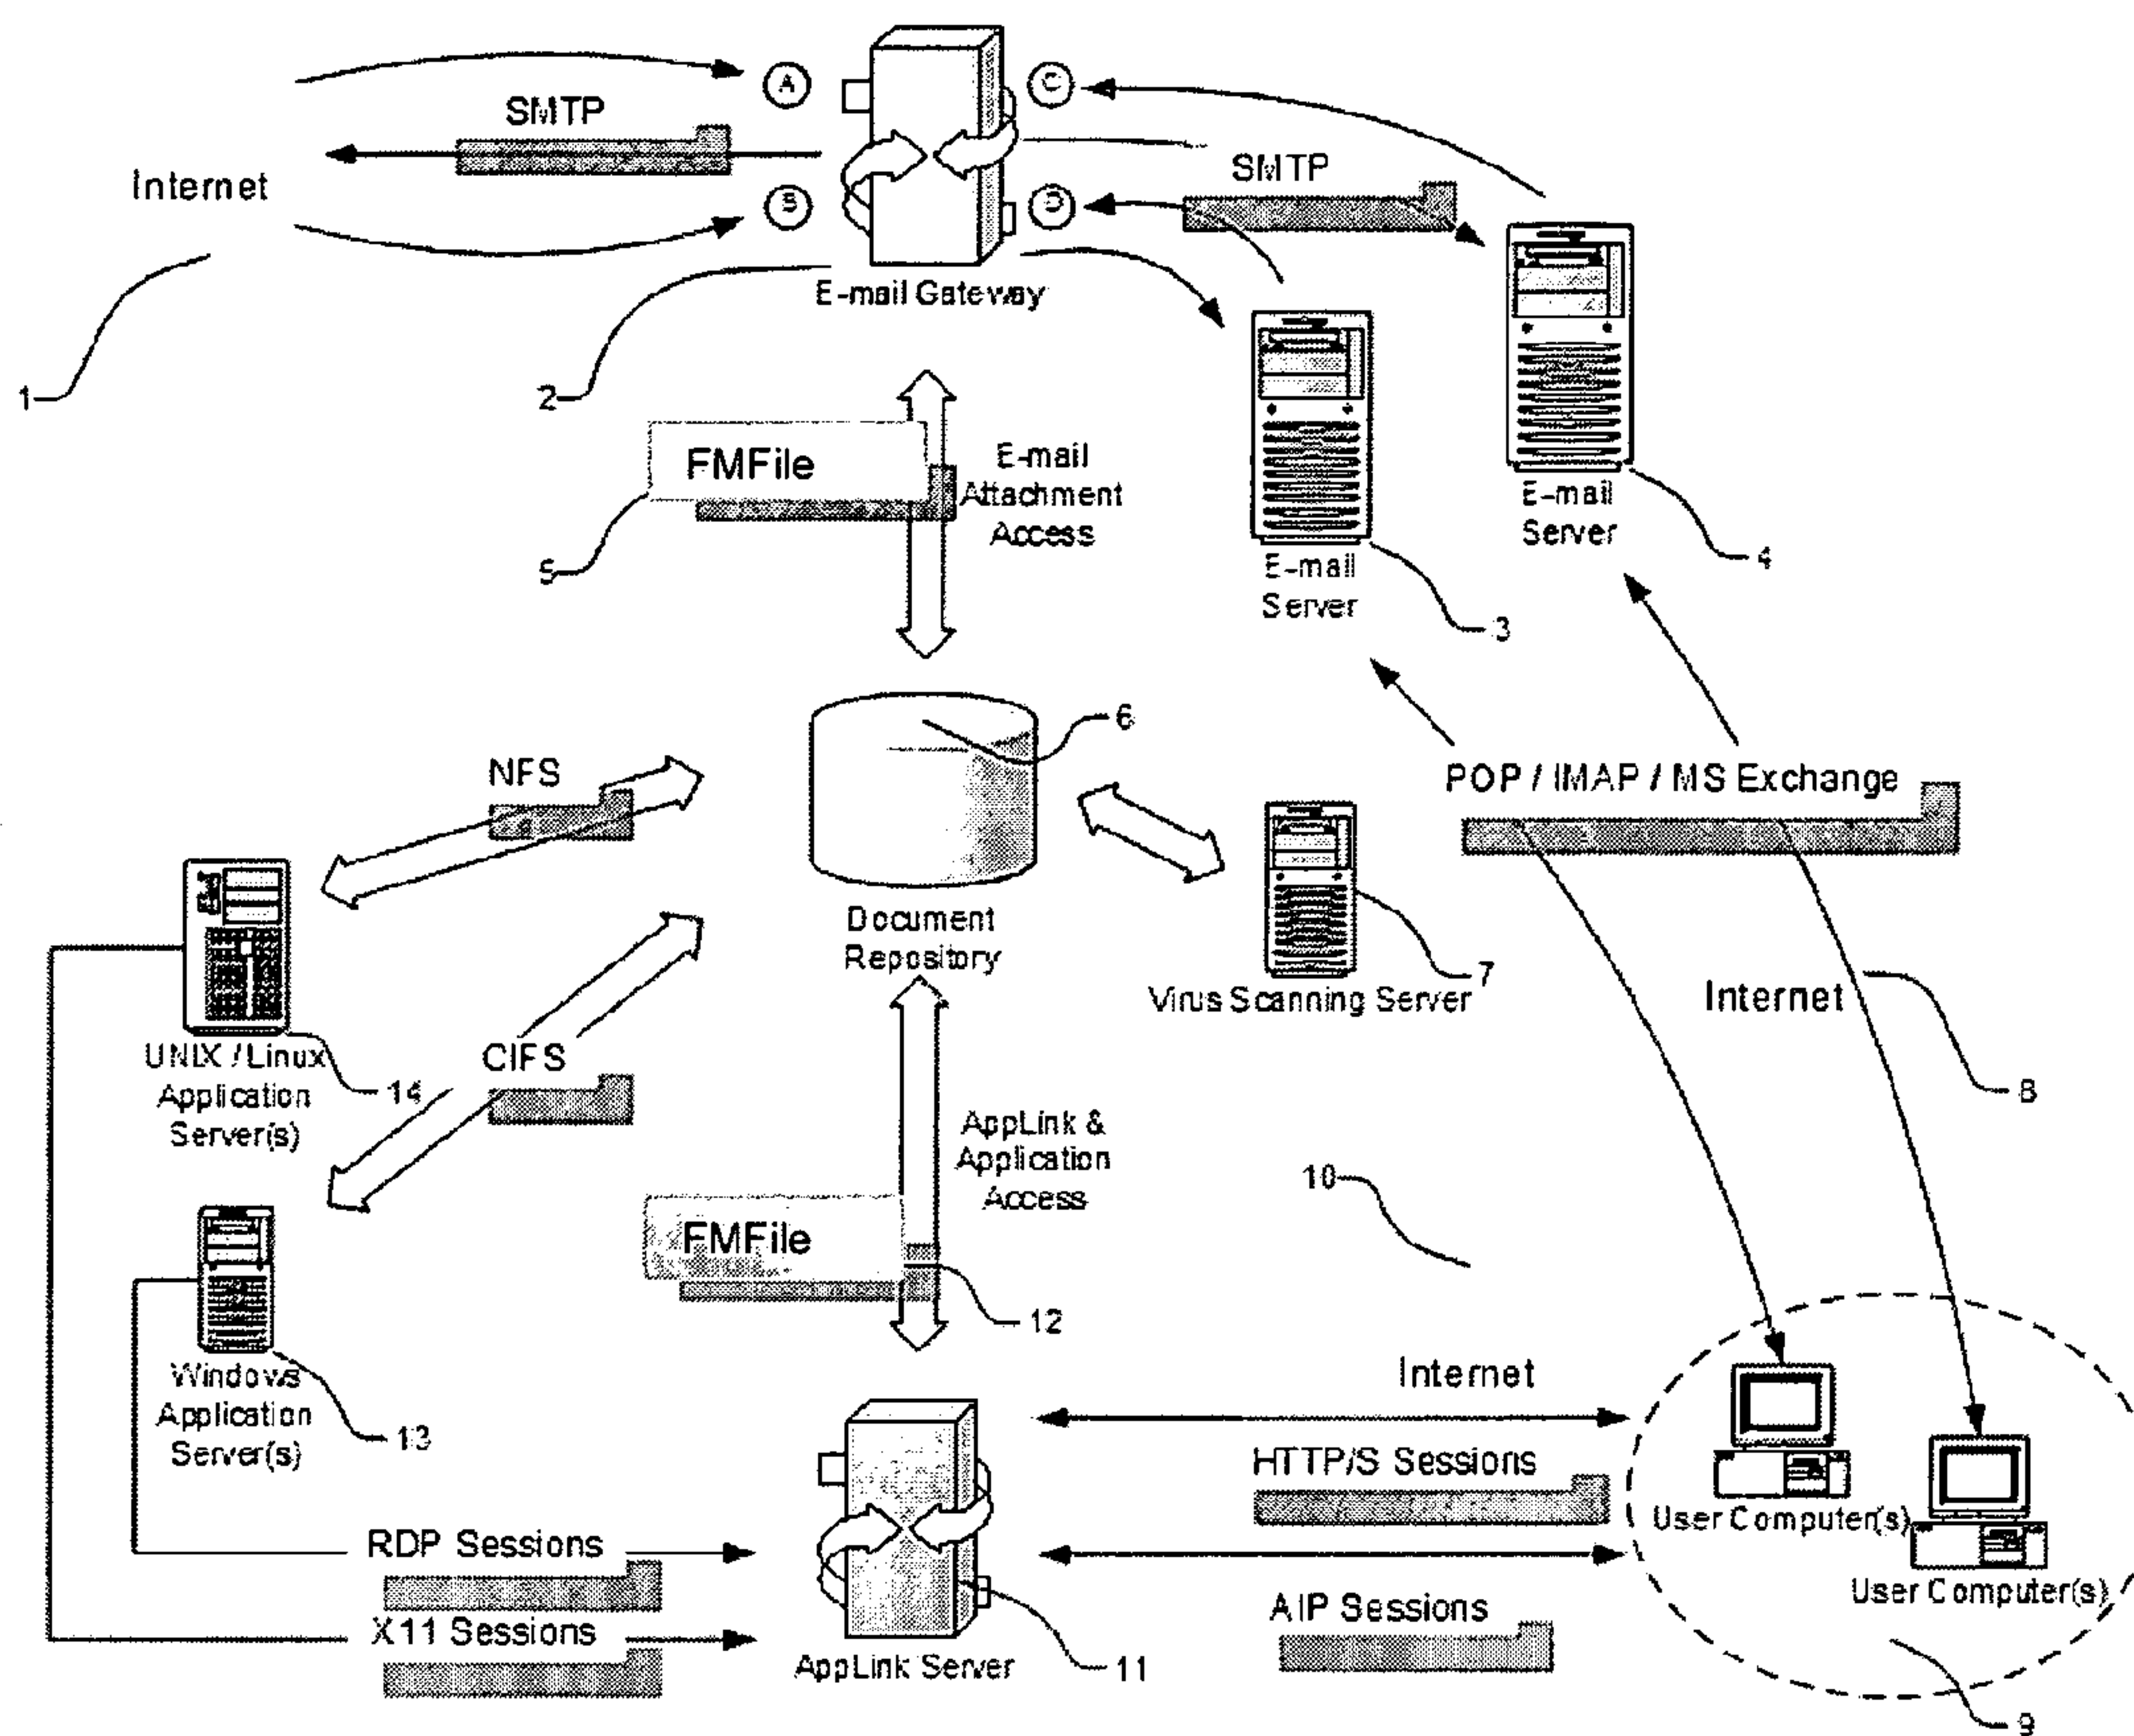 A
C
SMTP
Internet
SMTP
B
D
E-mail Gateway
1
2
FMFile
E-mail
Attachment
Access
5
E-mail
Server
4
E-mail
Server
3
6
NFS
POP / IMAP / MS Exchange
Document
Repository
7
Virus Scanning Server
Internet
8
UNIX / Linux
Application
Server(s)
14
CIFS
AppLink &
Application
Access
10
FMFile
12
Windows
Application
Server(s)
13
Internet
HTTP/S Sessions
User Computer(s)
RDP Sessions
User Computer(s)
AIP Sessions
X11 Sessions
AppLink Server
11
9